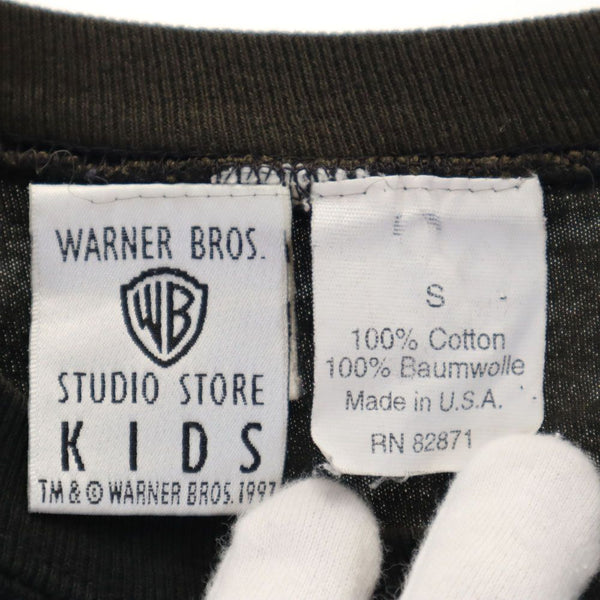 WARNER BROS.
WB
STUDIO STORE
KIDS
TM & © WARNER BROS. 1997
S
100% Cotton
100% Baumwolle
Made in U.S.A.
RN 82871